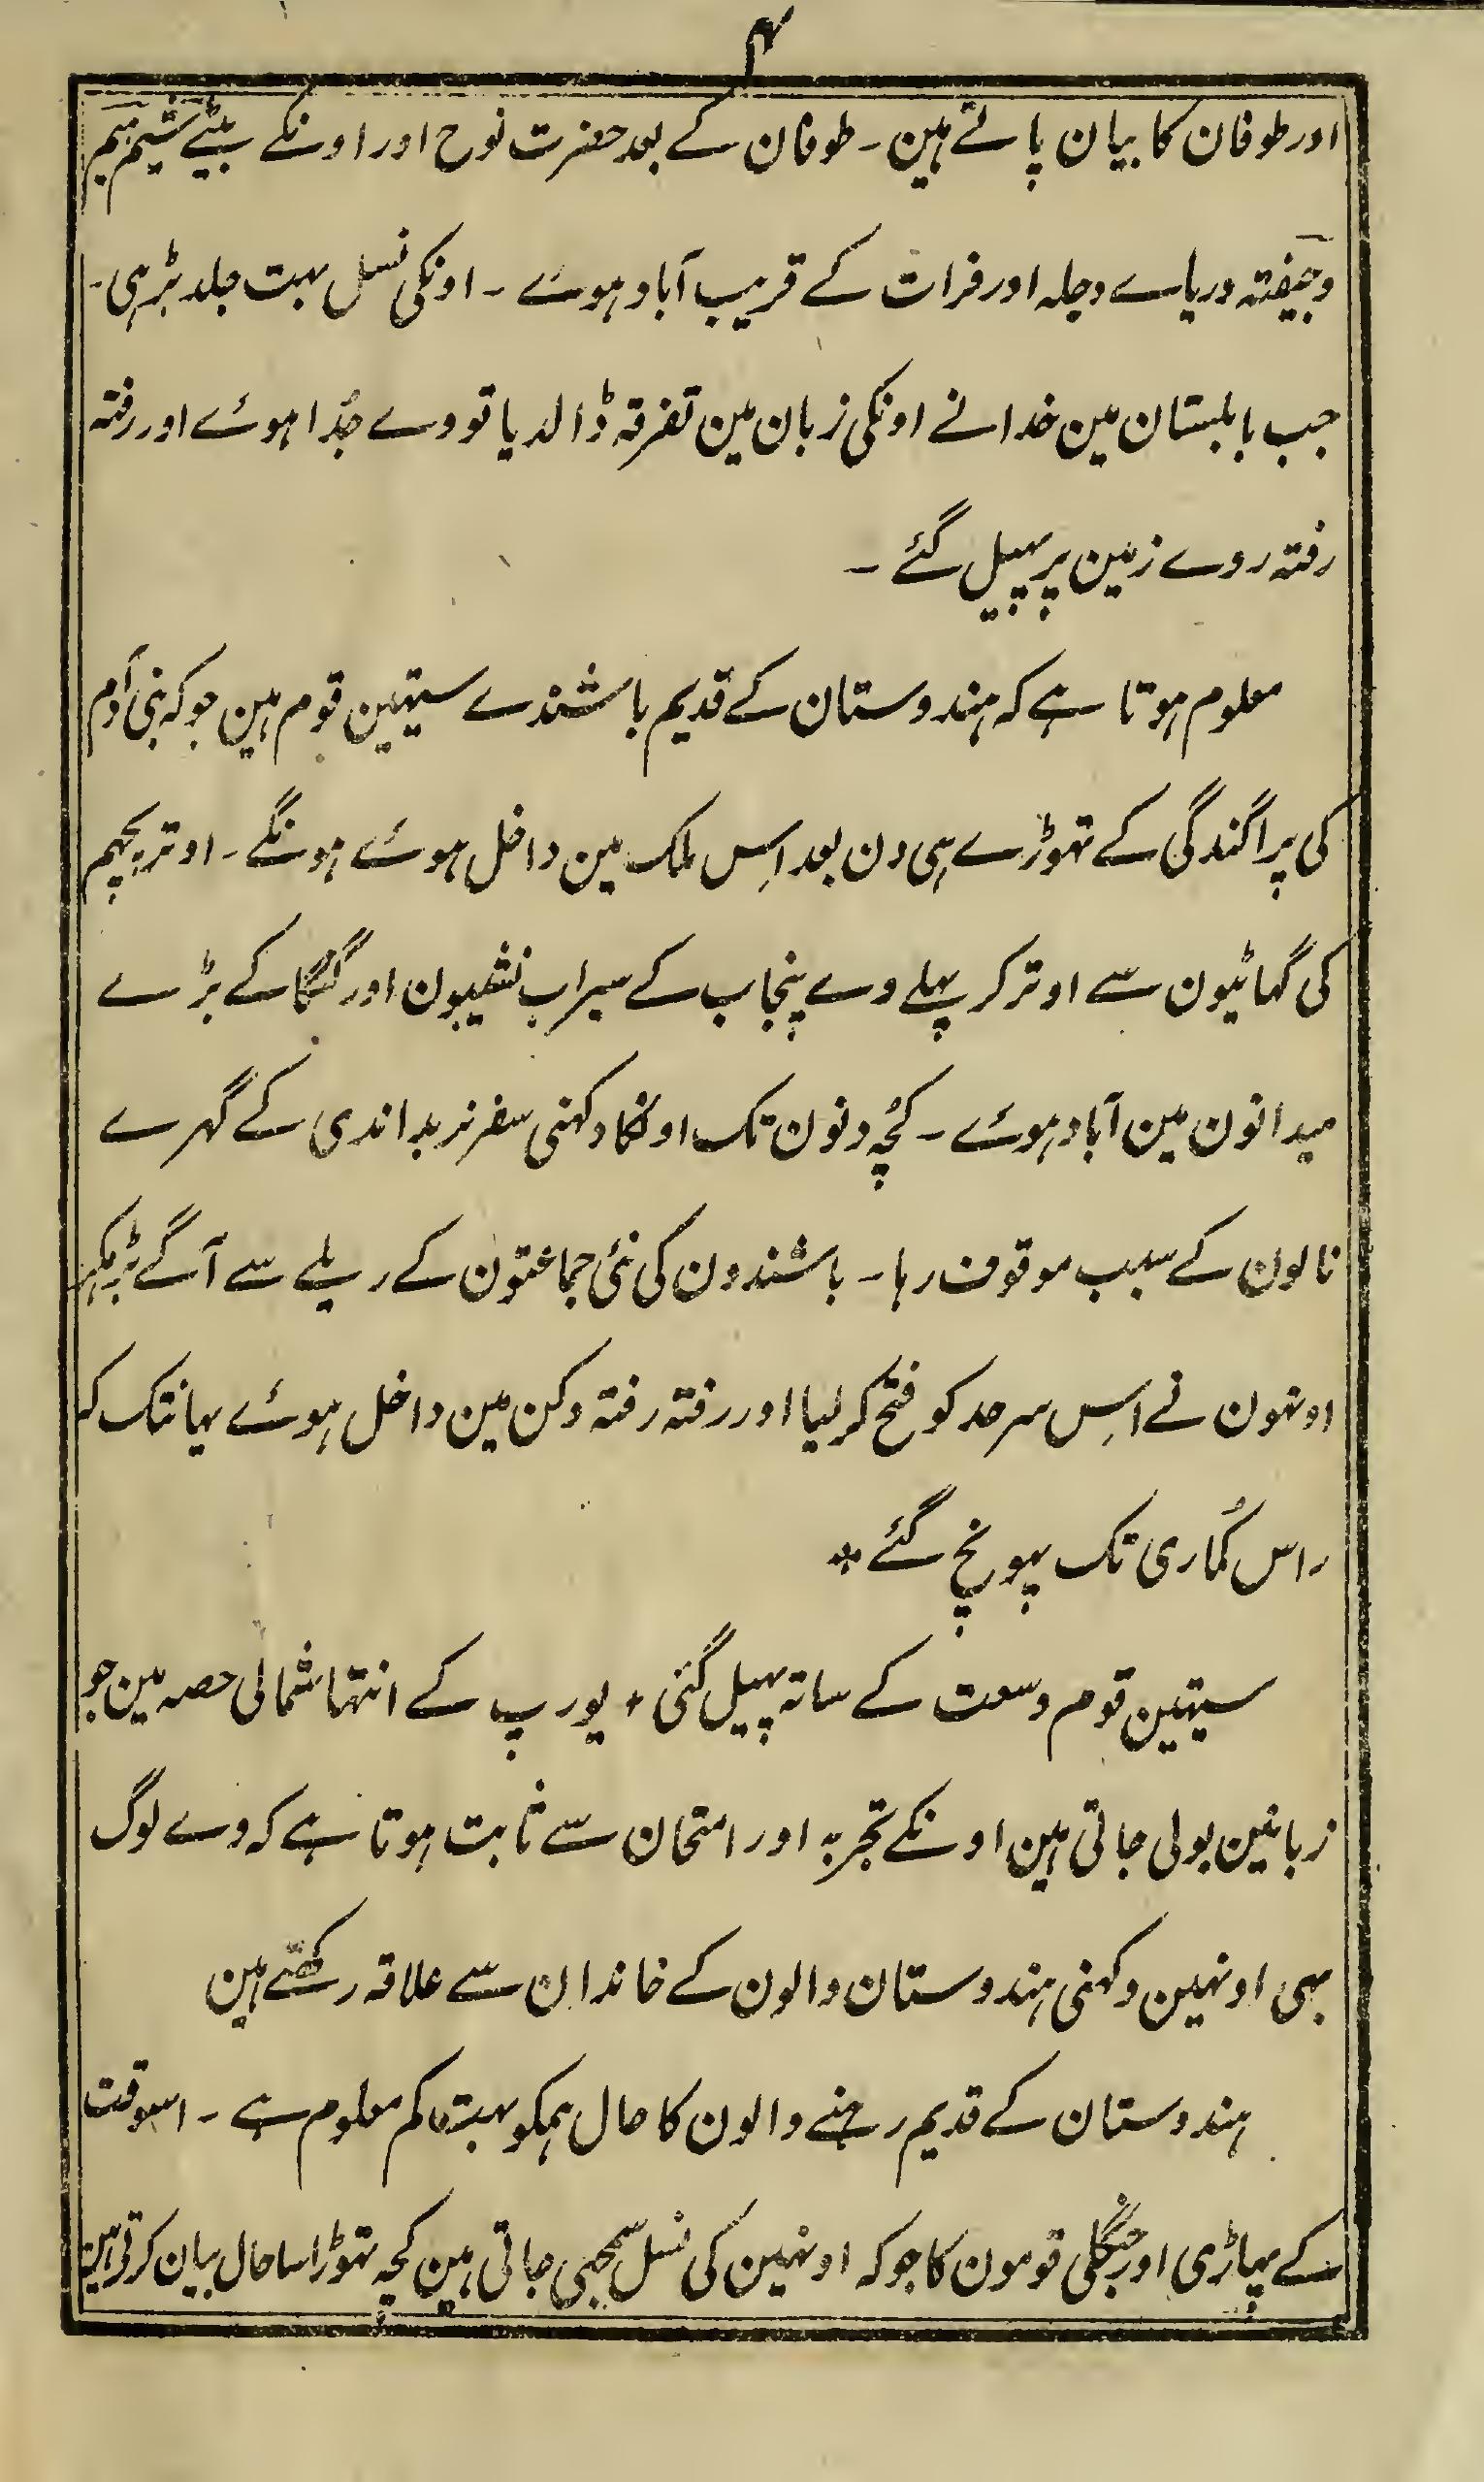 ۴
اور طوفان کا بیان پاتے ہین ۔ طوفان کے بعد حضرت نوح اور اونکے بیٹے شیم ہیم
و جیفتہ دریاے دجلہ اور فرات کے قریب آباد ہوئے ۔ اونکی نسل بہت جلد بڑہی ۔
جب بابلستان مین خدا نے اونکی زبان مین تفرقہ ڈالدیا تو وے جُدا ہوئے اور رفتہ
رفتہ روے زمین پر پہیل گئے ۔
معلوم ہوتا ہے کہ ہندوستان کے قدیم باشندے سیتہین قوم ہین جو کہ بنی آدم
کی پراگندگی کے تہوڑے ہی دن بعد اِس ملک مین داخل ہوئے ہونگے ۔ اوتر پچہم
کی گہاٹیون سے اوتر کر پہلے وے پنجاب کے سیراب نشیبون اور گنگا کے بڑے
میدانون مین آباد ہوئے ۔ کچہ دنون تک اونکا دکہنی سفر نربدا ندی کے گہرے
نالون کے سبب موقوف رہا ۔ باشندون کی نئی جماعتون کے ریلے سے آگے بڑہکر
اونہون نے اِس سرحد کو فتح کر لیا اور رفتہ رفتہ دکن مین داخل ہوئے یہانتک کہ
راس کُماری تک پہونچ گئے *
سیتہین قوم وسعت کے ساتہ پہیل گئی + یورپ کے انتہا شمالی حصہ مین جو
زبانین بولی جاتی ہین اونکے تجربہ اور امتحان سے ثابت ہوتا ہے کہ وے لوگ
بہی اونہین دکہنی ہندوستان والون کے خاندان سے علاقہ رکہتے ہین
ہندوستان کے قدیم رہنے والون کا حال ہمکو بہت کم معلوم ہے ۔ اسوقت
کے پہاڑی اور جنگلی قومون کا جو کہ اونہین کی نسل سمجہی جاتی ہین کچہ تہوڑا سا حال بیان کرتی ہین